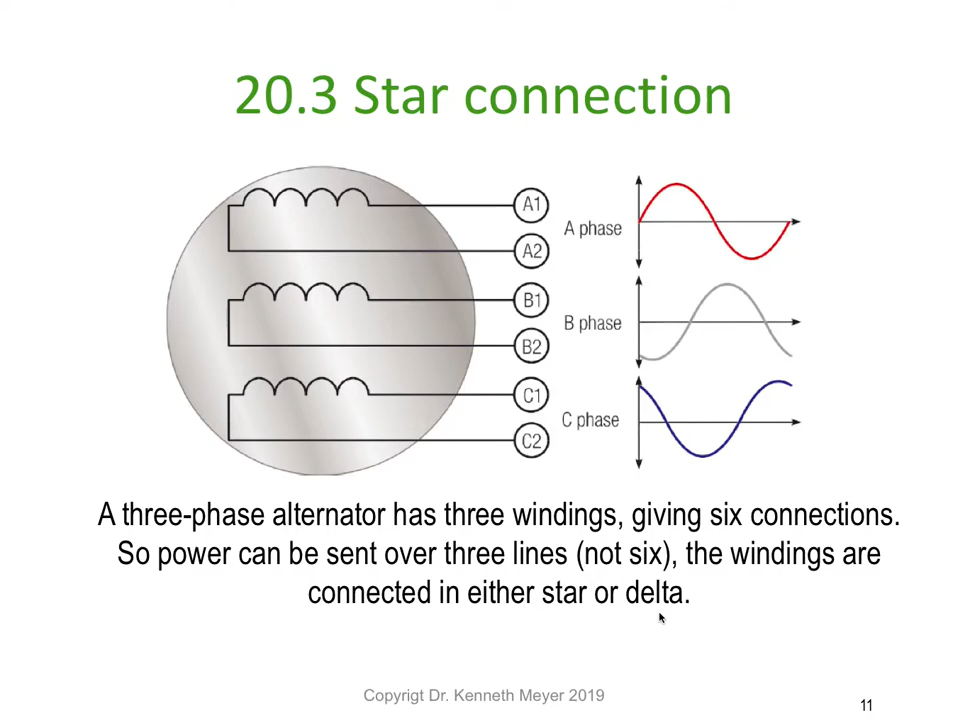 20.3 Star connection
A1
A phase
A2
B1
B phase
B2
C1
C phase
C2
A three-phase alternator has three windings, giving six connections.
So power can be sent over three lines (not six), the windings are
connected in either star or delta.
Copyrigt Dr. Kenneth Meyer 2019
11